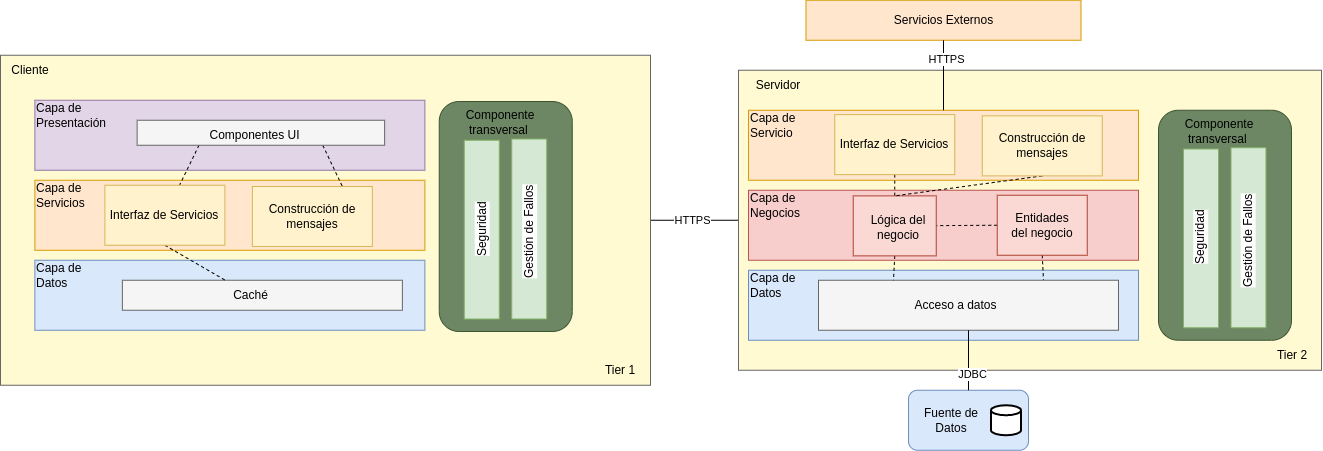 Cliente
Capa de
Presentación
Componentes UI
Capa de
Servicios
Interfaz de Servicios
Construcción de
mensajes
Capa de
Datos
Caché
Componente
transversal
Seguridad
Gestión de Fallos
Tier 1
HTTPS
Servicios Externos
HTTPS
Servidor
Capa de
Servicio
Interfaz de Servicios
Construcción de
mensajes
Capa de
Negocios
Lógica del
negocio
Entidades
del negocio
Capa de
Datos
Acceso a datos
Componente
transversal
Seguridad
Gestión de Fallos
Tier 2
JDBC
Fuente de
Datos